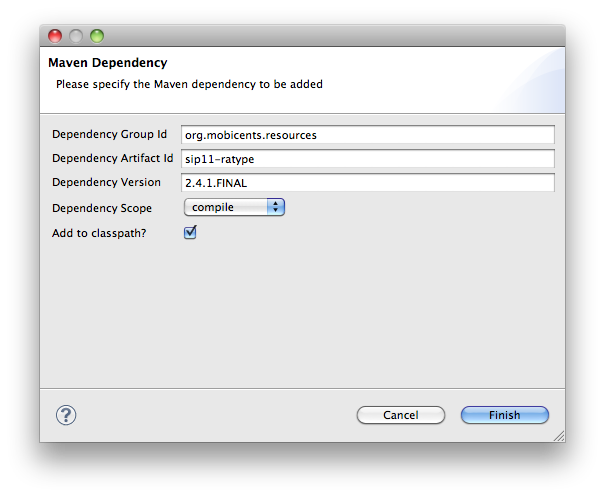 Maven Dependency
Please specify the Maven dependency to be added
Dependency Group Id org.mobicents.resources
Dependency Artifact Id sip11-ratype
Dependency Version 2.4.1.FINAL
Dependency Scope compile
Add to classpath?
? Cancel Finish